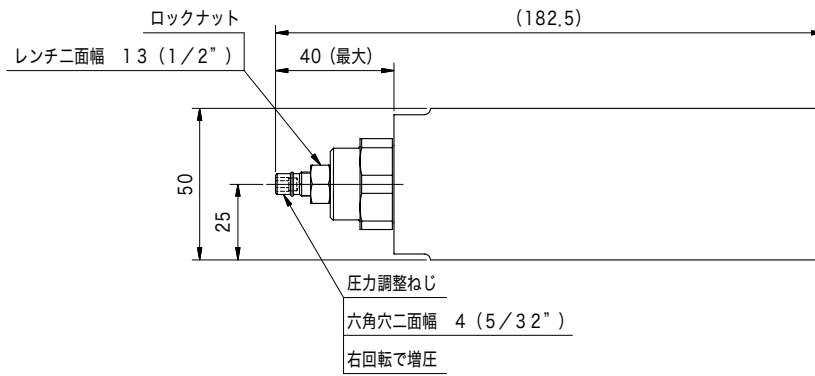 ロックナット
レンチ二面幅 13 (1/2")
(182.5)
40 (最大)
50
25
圧力調整ねじ
六角穴二面幅 4 (5/32")
右回転で増圧